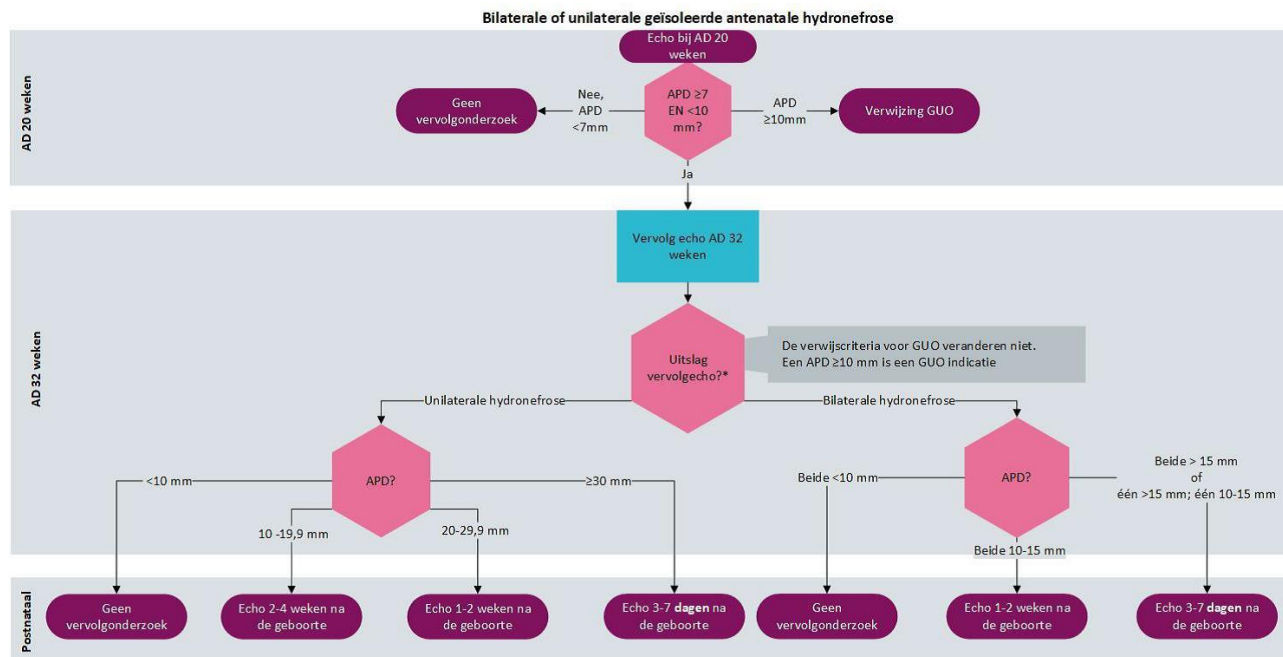 Bilaterale of unilaterale geïsoleerde antenatale hydronefrose
AD 20 weken
Echo bij AD 20
weken
APD ≥7
EN <10
mm?
Nee,
APD
<7mm
Geen
vervolgonderzoek
APD
≥10mm
Verwijzing GUO
Ja
AD 32 weken
Vervolg echo AD 32
weken
Uitslag
vervolgecho?*
De verwijscriteria voor GUO veranderen niet.
Een APD ≥10 mm is een GUO indicatie
Unilaterale hydronefrose
Bilaterale hydronefrose
APD?
<10 mm
10 -19,9 mm
20-29,9 mm
≥30 mm
APD?
Beide <10 mm
Beide 10-15 mm
Beide > 15 mm
of
één >15 mm; één 10-15 mm
Postnataal
Geen
vervolgonderzoek
Echo 2-4 weken na
de geboorte
Echo 1-2 weken na
de geboorte
Echo 3-7 dagen na
de geboorte
Geen
vervolgonderzoek
Echo 1-2 weken na
de geboorte
Echo 3-7 dagen na
de geboorte